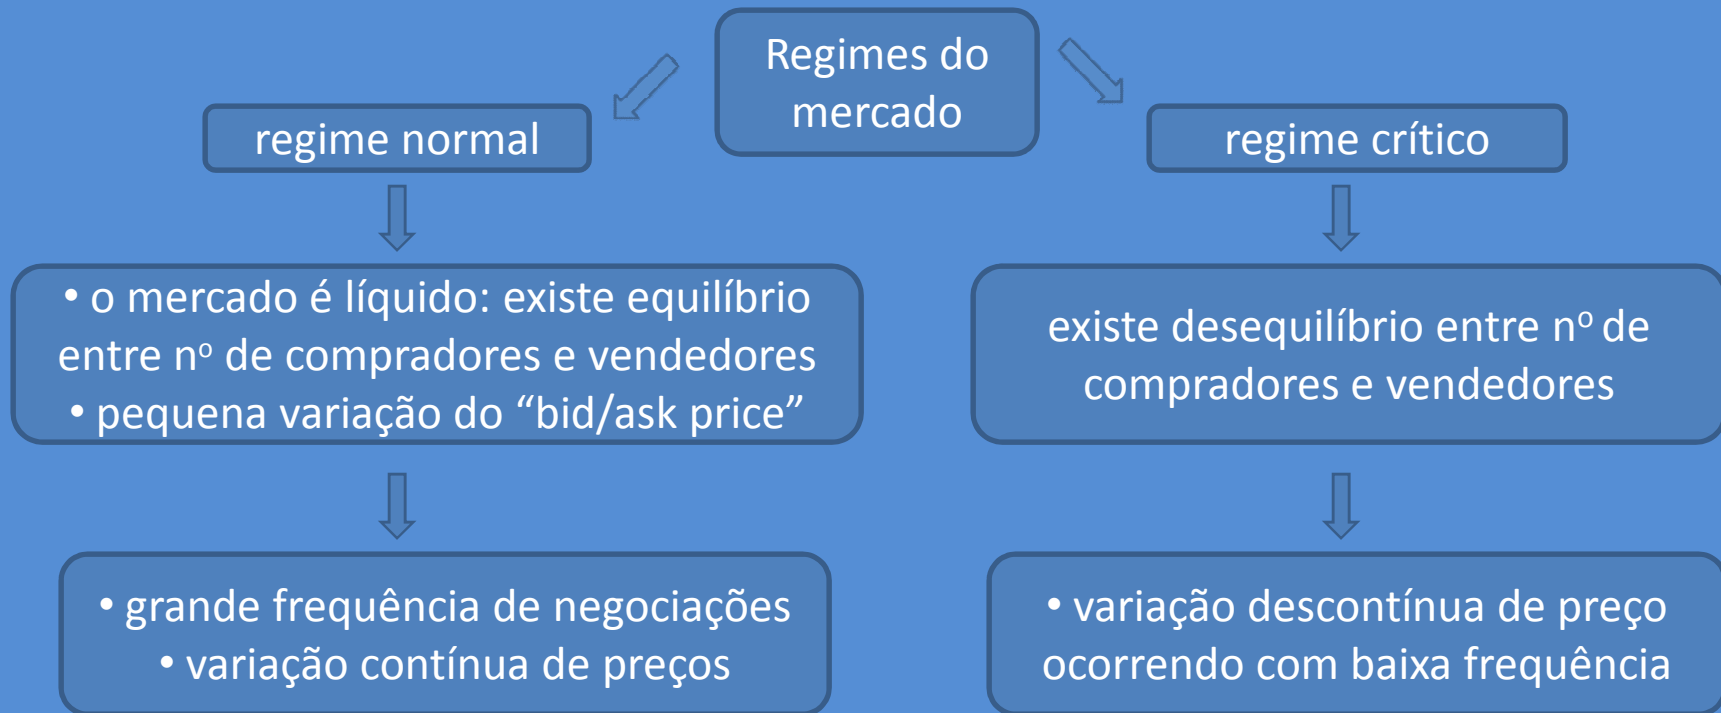 Regimes do
mercado
regime normal
regime crítico
• o mercado é líquido: existe equilíbrio
entre nº de compradores e vendedores
• pequena variação do “bid/ask price”
existe desequilíbrio entre nº de
compradores e vendedores
• grande frequência de negociações
• variação contínua de preços
• variação descontínua de preço
ocorrendo com baixa frequência